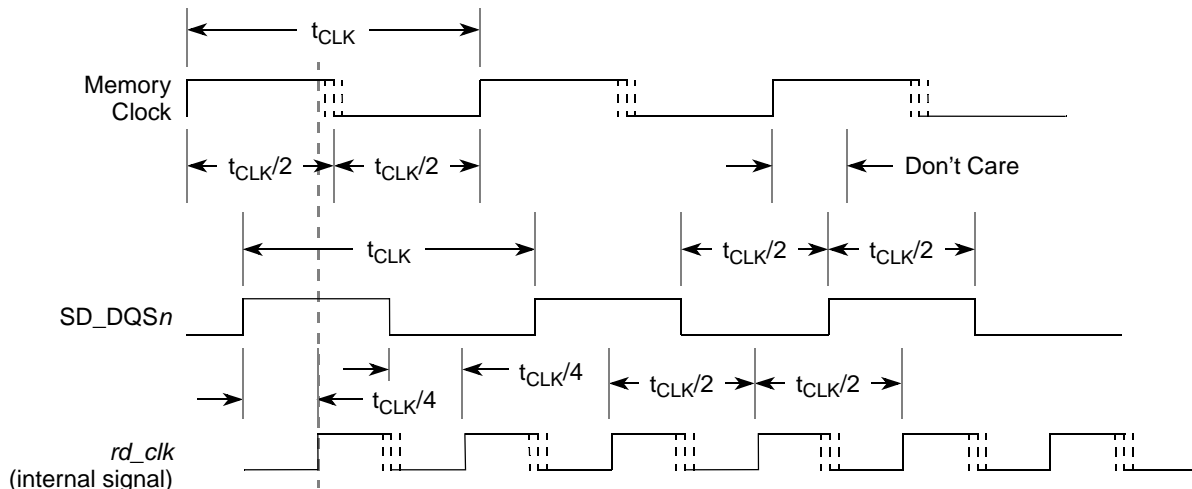 tCLK
Memory
Clock
tCLK/2 tCLK/2 Don't Care
tCLK tCLK/2 tCLK/2
SD_DQSn
tCLK/4 tCLK/4 tCLK/2 tCLK/2
rd_clk
(internal signal)